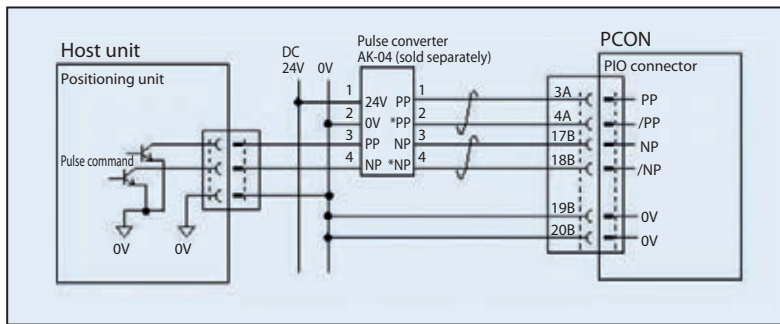 Host unit
Positioning unit
Pulse command
0V
0V
DC
24V 0V
Pulse converter
AK-04 (sold separately)
1 24V PP 1
2 0V *PP 2
3 PP NP 3
4 NP *NP 4
PCON
PIO connector
3A PP
4A /PP
17B NP
18B /NP
19B 0V
20B 0V